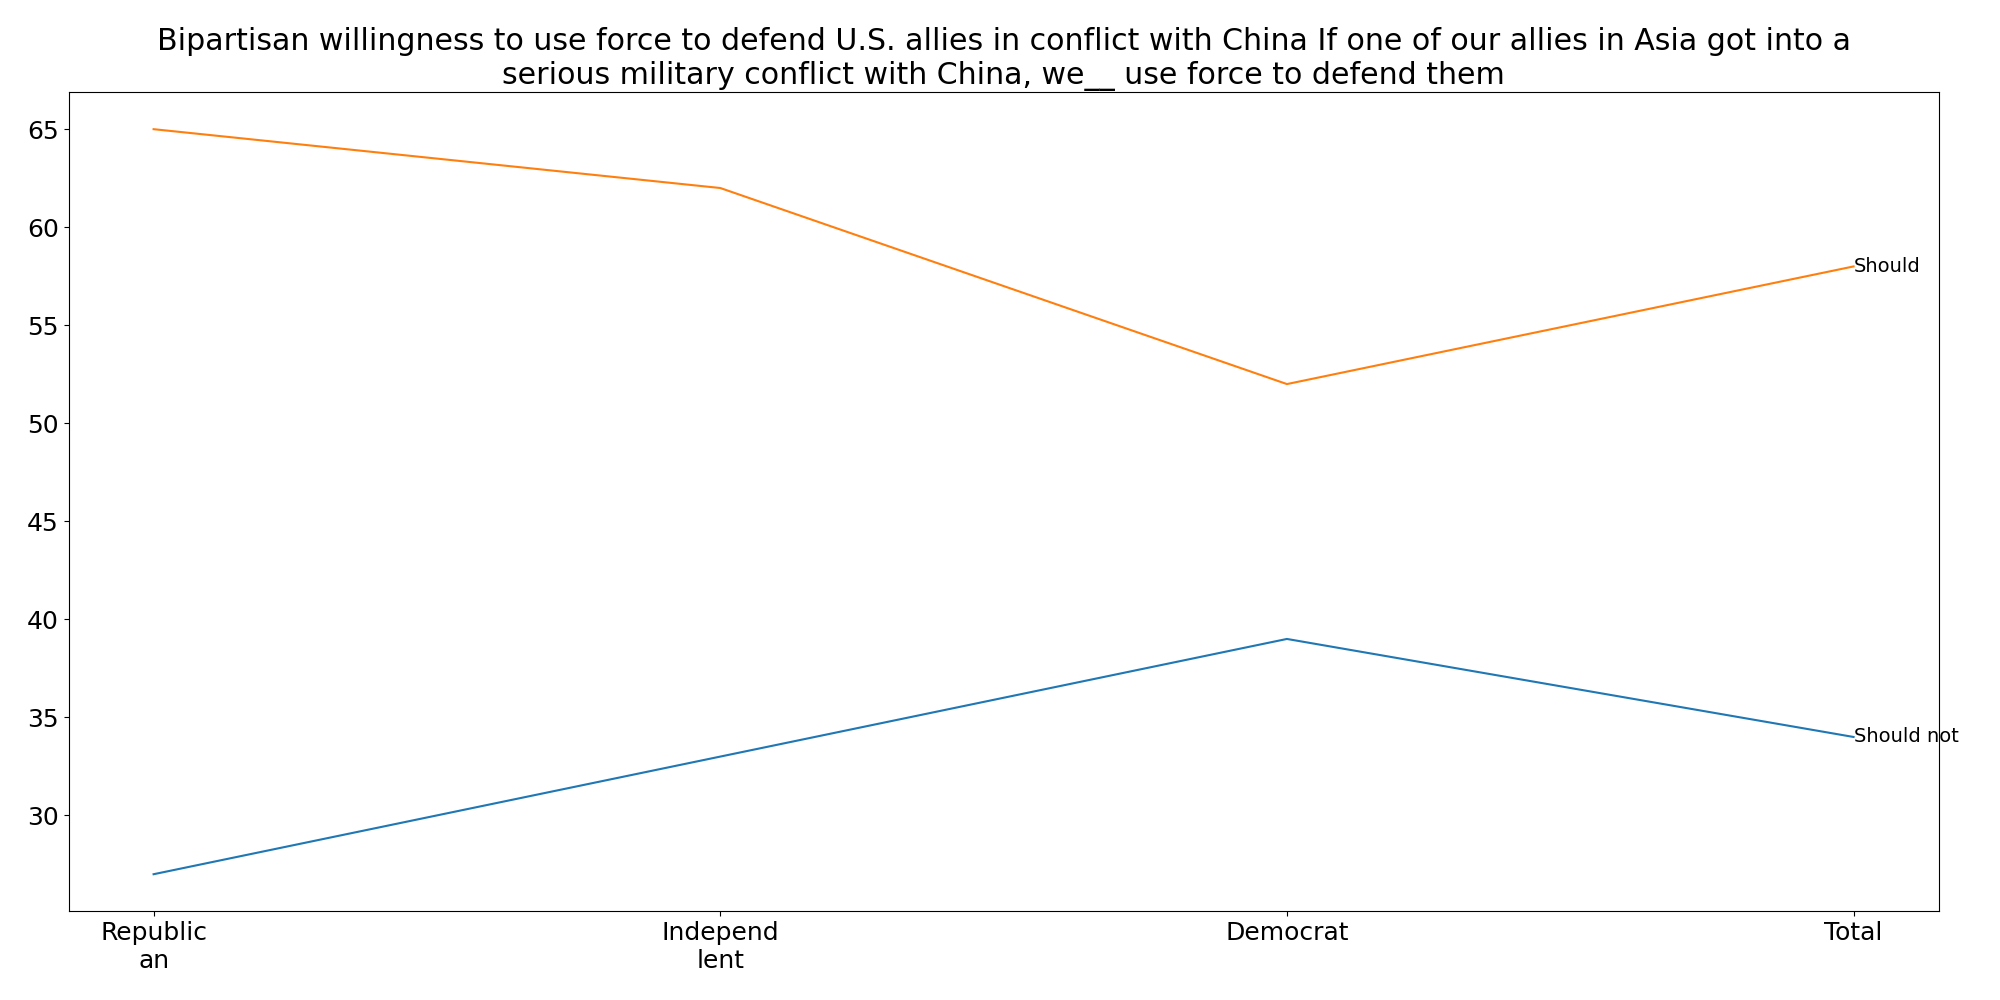 Bipartisan willingness to use force to defend U.S. allies in conflict with China If one of our allies in Asia got into a
serious military conflict with China, we__ use force to defend them
65
60
55
50
45
40
35
30
Should
Should not
Republic
an
Independ
lent
Democrat
Total